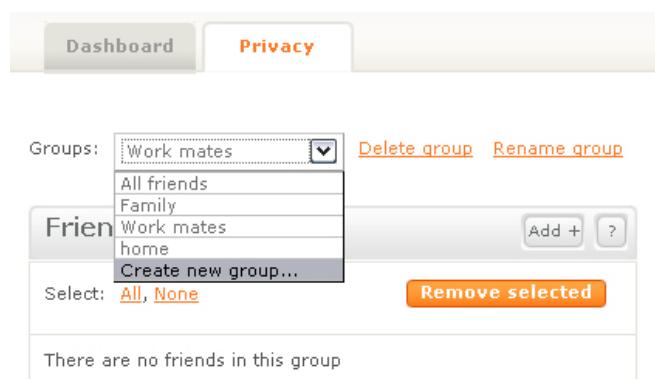 Dashboard Privacy
Groups: Work mates Delete group Rename group
All friends
Family
Work mates
home
Create new group...
Add + ?
Select: All, None Remove selected
There are no friends in this group